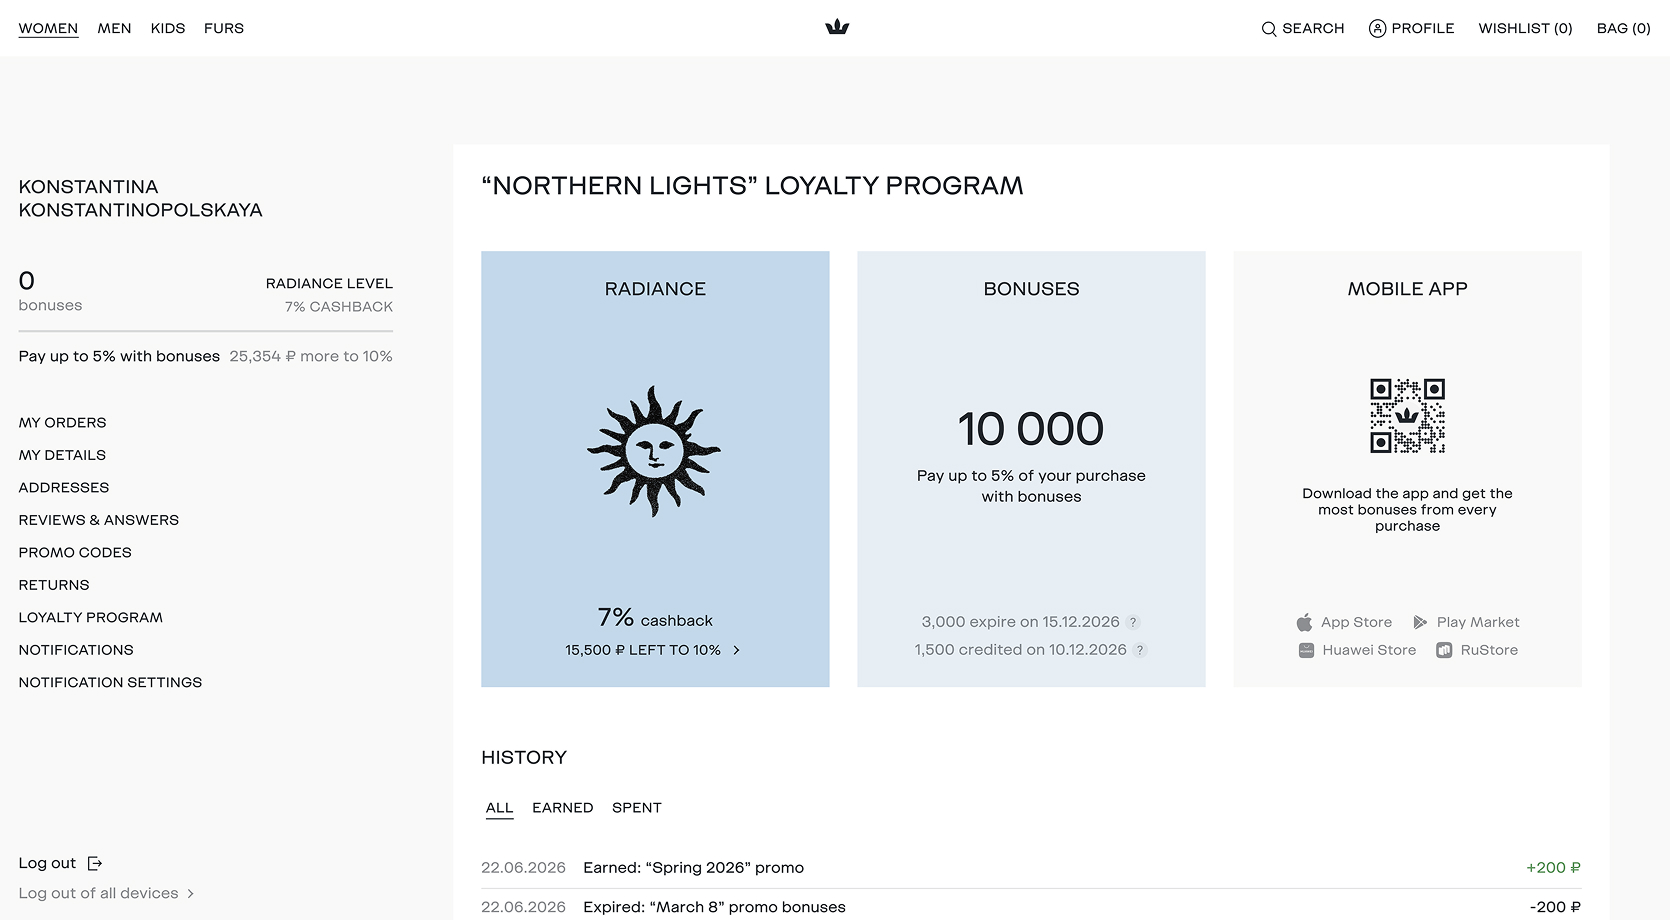 WOMEN MEN KIDS FURS
SEARCH PROFILE WISHLIST (0) BAG (0)
KONSTANTINA
KONSTANTINOPOLSKAYA
0
bonuses
RADIANCE LEVEL
7% CASHBACK
Pay up to 5% with bonuses 25,354 ₽ more to 10%
MY ORDERS
MY DETAILS
ADDRESSES
REVIEWS & ANSWERS
PROMO CODES
RETURNS
LOYALTY PROGRAM
NOTIFICATIONS
NOTIFICATION SETTINGS
Log out
Log out of all devices
“NORTHERN LIGHTS” LOYALTY PROGRAM
RADIANCE
7% cashback
15,500 ₽ LEFT TO 10%
BONUSES
10 000
Pay up to 5% of your purchase
with bonuses
3,000 expire on 15.12.2026 ?
1,500 credited on 10.12.2026 ?
MOBILE APP
Download the app and get the
most bonuses from every
purchase
App Store Play Market
Huawei Store RuStore
HISTORY
ALL EARNED SPENT
22.06.2026 Earned: “Spring 2026” promo +200 ₽
22.06.2026 Expired: “March 8” promo bonuses -200 ₽